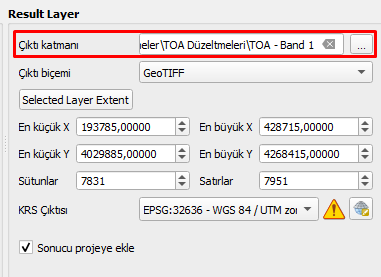 Result Layer
Çıktı katmanı meler\TOA Düzeltmeleri\TOA - Band 1 ...
Çıktı biçemi GeoTIFF
Selected Layer Extent
En küçük X 193785,00000 En büyük X 428715,00000
En küçük Y 4029885,00000 En büyük Y 4268415,00000
Sütunlar 7831 Satırlar 7951
KRS Çıktısı EPSG:32636 - WGS 84 / UTM zon
Sonucu projeye ekle